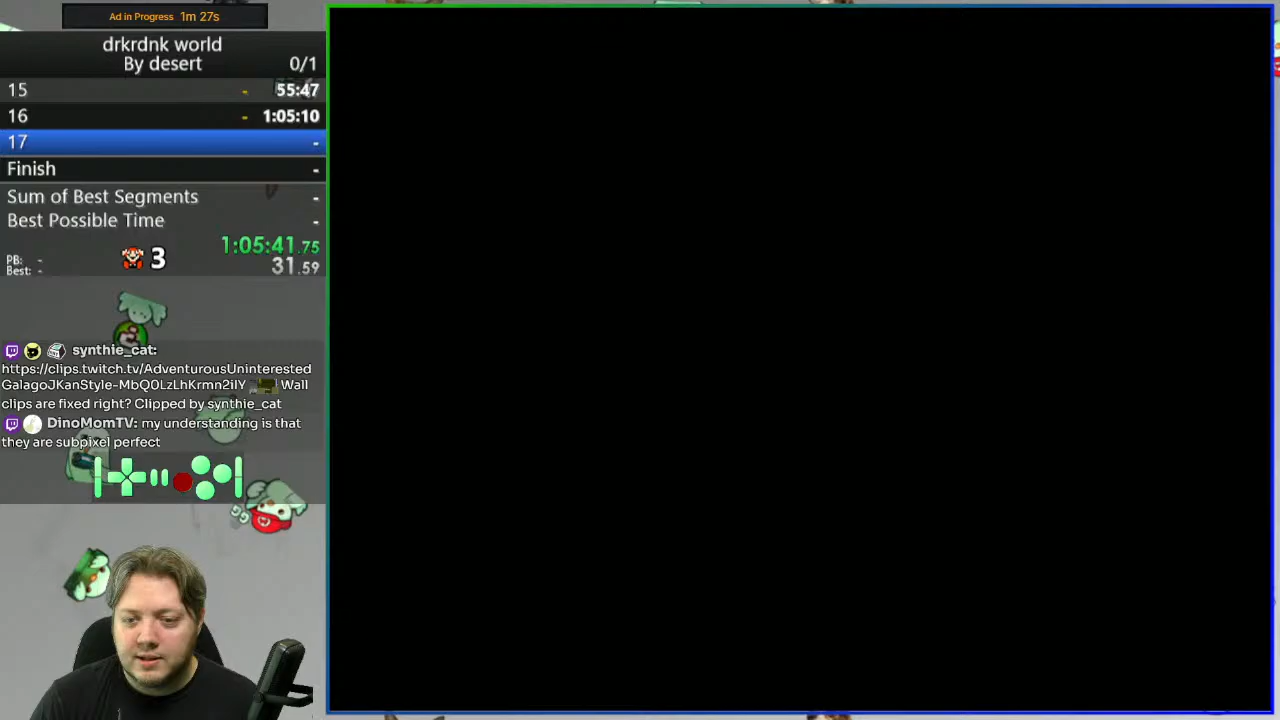 Ad in Progress 1m 27s
drkrdnk world
By desert 0/1
15 - 55:47
16 - 1:05:10
17 -
Finish -
Sum of Best Segments -
Best Possible Time -
1:05:41.75
PB: -
Best: -
3
31.59
synthie_cat:
https://clips.twitch.tv/AdventurousUninterested
GalagoJKanStyle-MbQ0LzLhKrmn2ilY Wall
clips are fixed right? Clipped by synthie_cat
DinoMomTV: my understanding is that
they are subpixel perfect